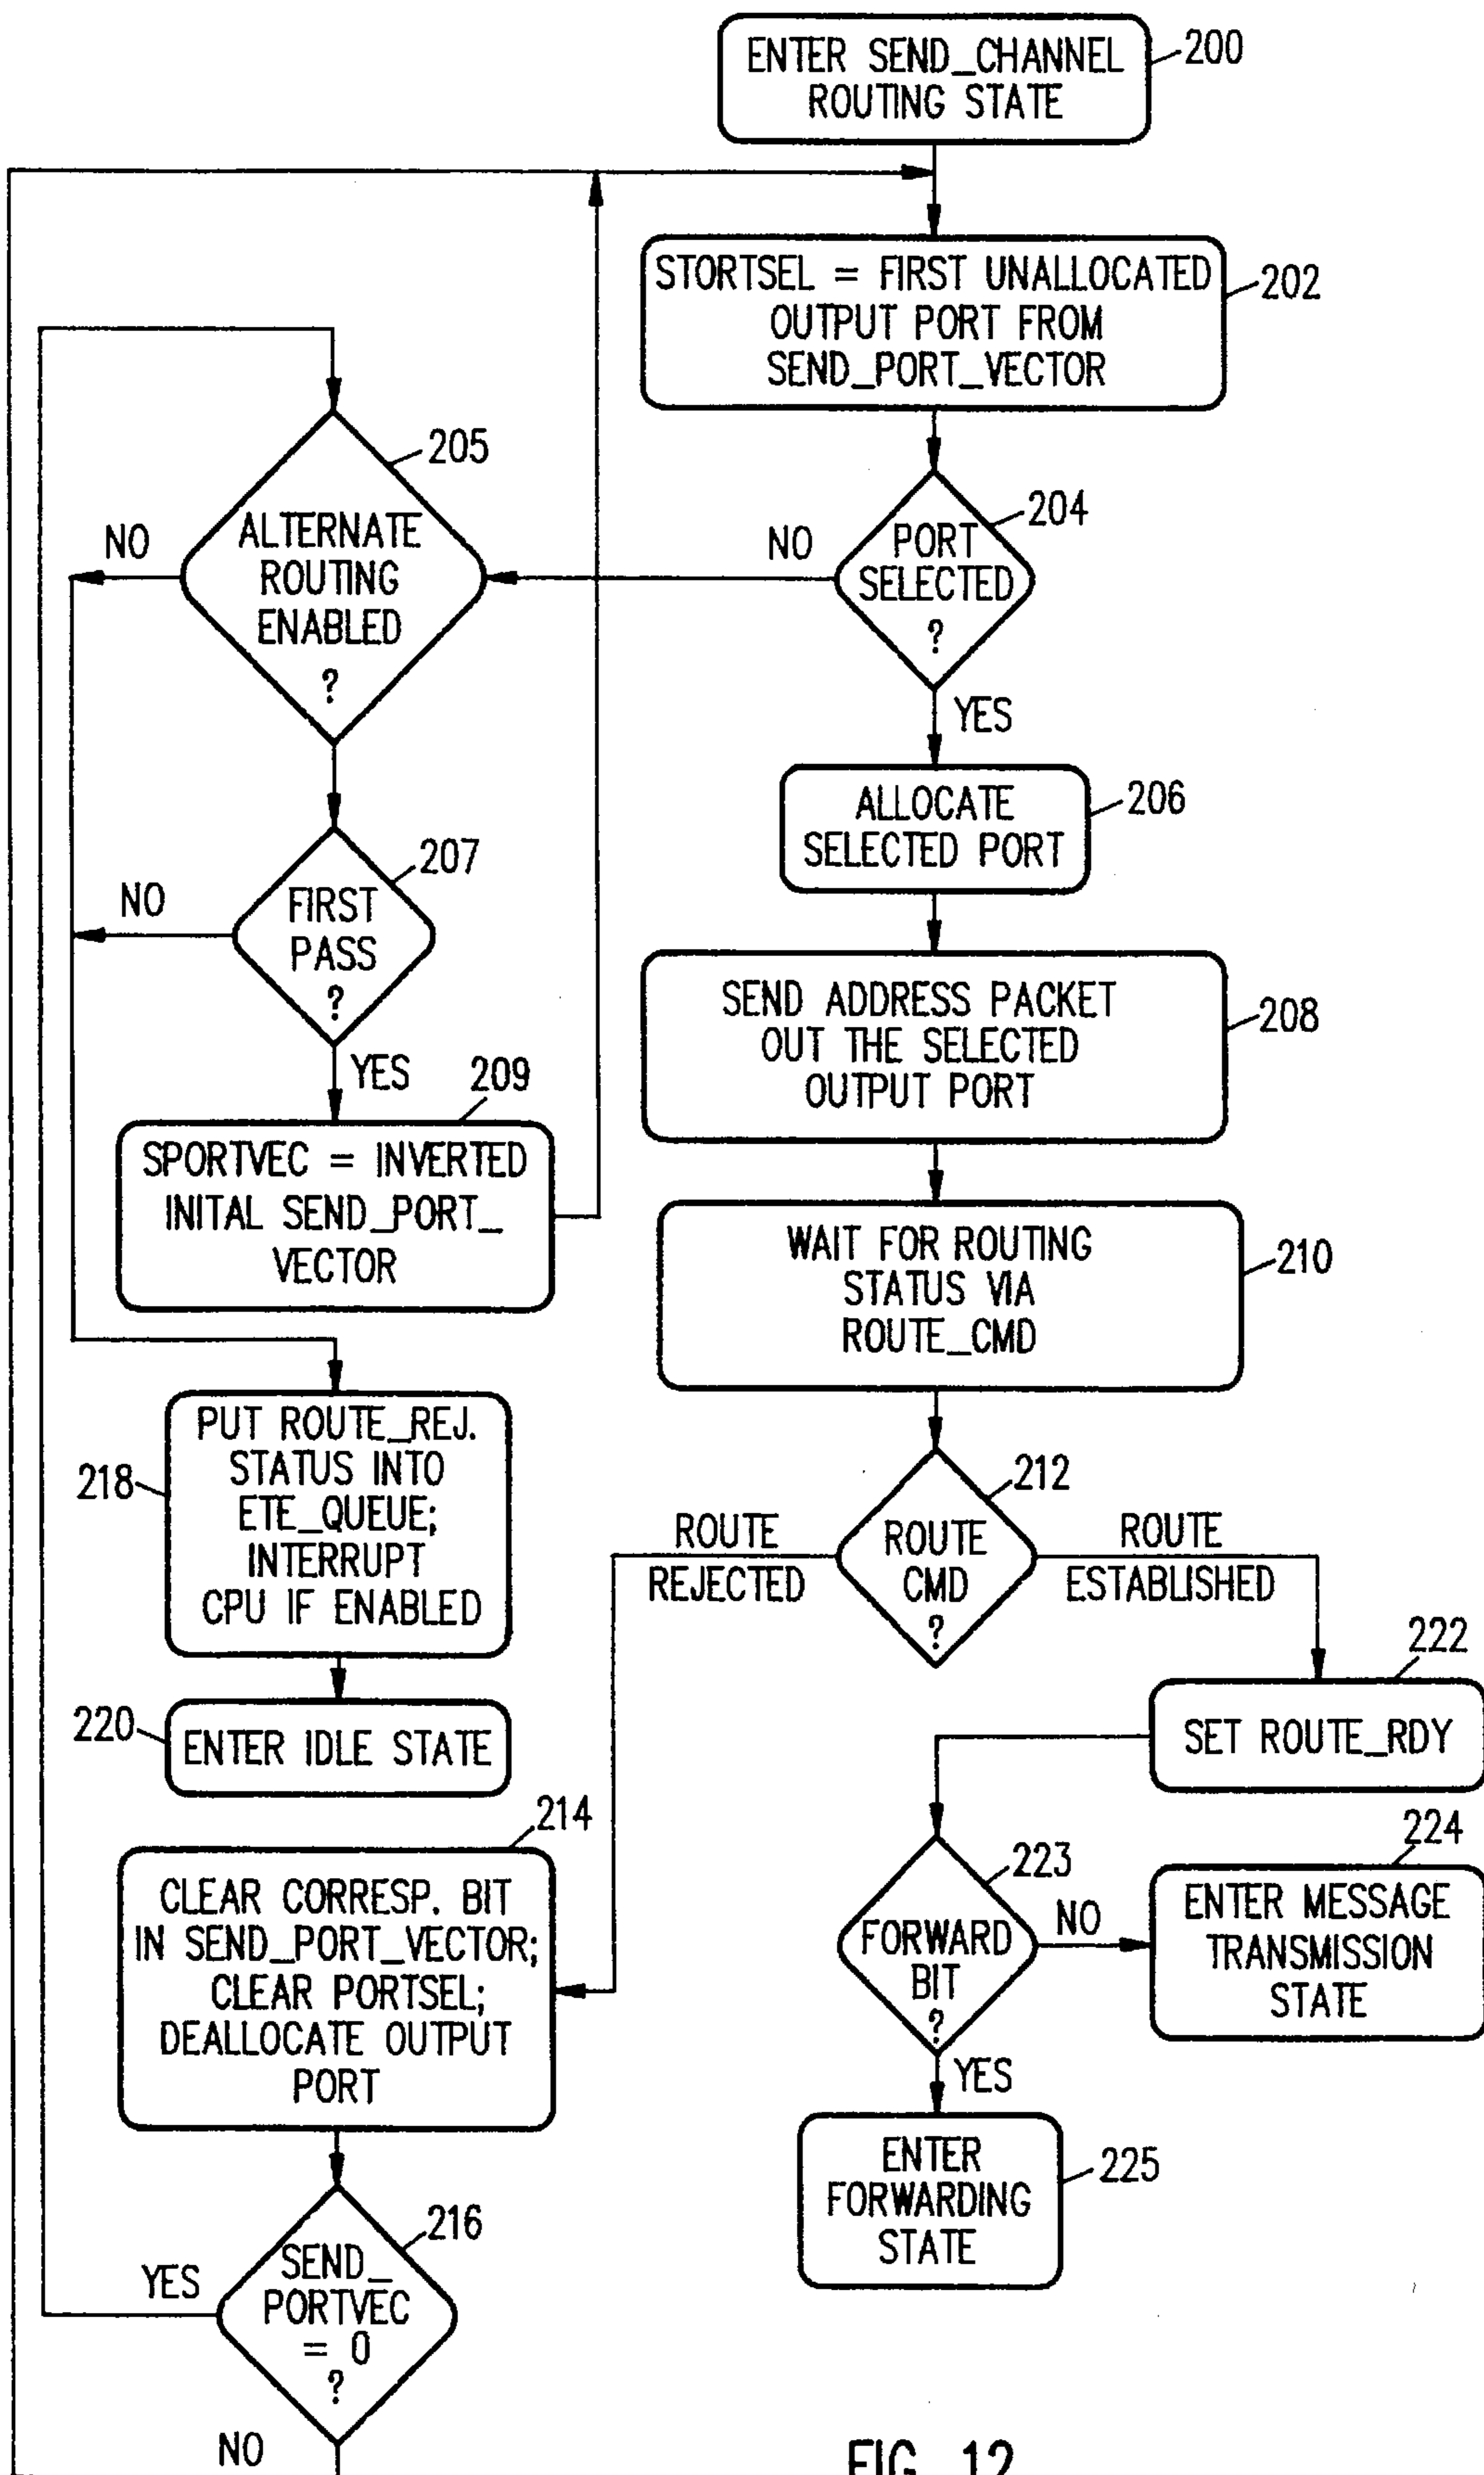 ENTER SEND_CHANNEL
ROUTING STATE
200
STORTSEL = FIRST UNALLOCATED
OUTPUT PORT FROM
SEND_PORT_VECTOR
202
205
ALTERNATE
ROUTING
ENABLED
?
NO
NO
PORT
SELECTED
?
204
YES
ALLOCATE
SELECTED PORT
206
207
FIRST
PASS
?
NO
YES
209
SPORTVEC = INVERTED
INITAL SEND_PORT_
VECTOR
SEND ADDRESS PACKET
OUT THE SELECTED
OUTPUT PORT
208
WAIT FOR ROUTING
STATUS VIA
ROUTE_CMD
210
218
PUT ROUTE_REJ.
STATUS INTO
ETE_QUEUE;
INTERRUPT
CPU IF ENABLED
212
ROUTE
CMD
?
ROUTE
REJECTED
ROUTE
ESTABLISHED
220
ENTER IDLE STATE
222
SET ROUTE_RDY
214
CLEAR CORRESP. BIT
IN SEND_PORT_VECTOR;
CLEAR PORTSEL;
DEALLOCATE OUTPUT
PORT
223
FORWARD
BIT
?
NO
224
ENTER MESSAGE
TRANSMISSION
STATE
YES
ENTER
FORWARDING
STATE
225
216
SEND_
PORTVEC
= 0
?
YES
NO
FIG. 12